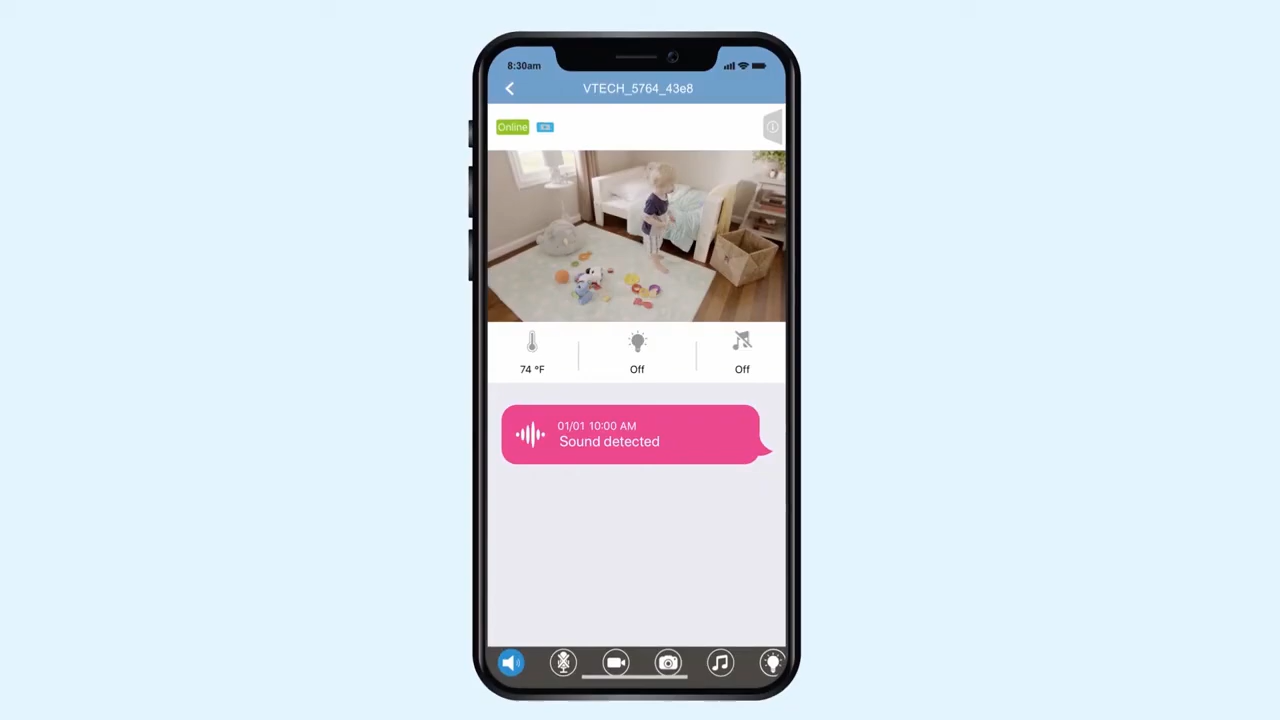 8:30am
VTECH_5764_43e8
Online
74 °F
Off
Off
01/01 10:00 AM
Sound detected